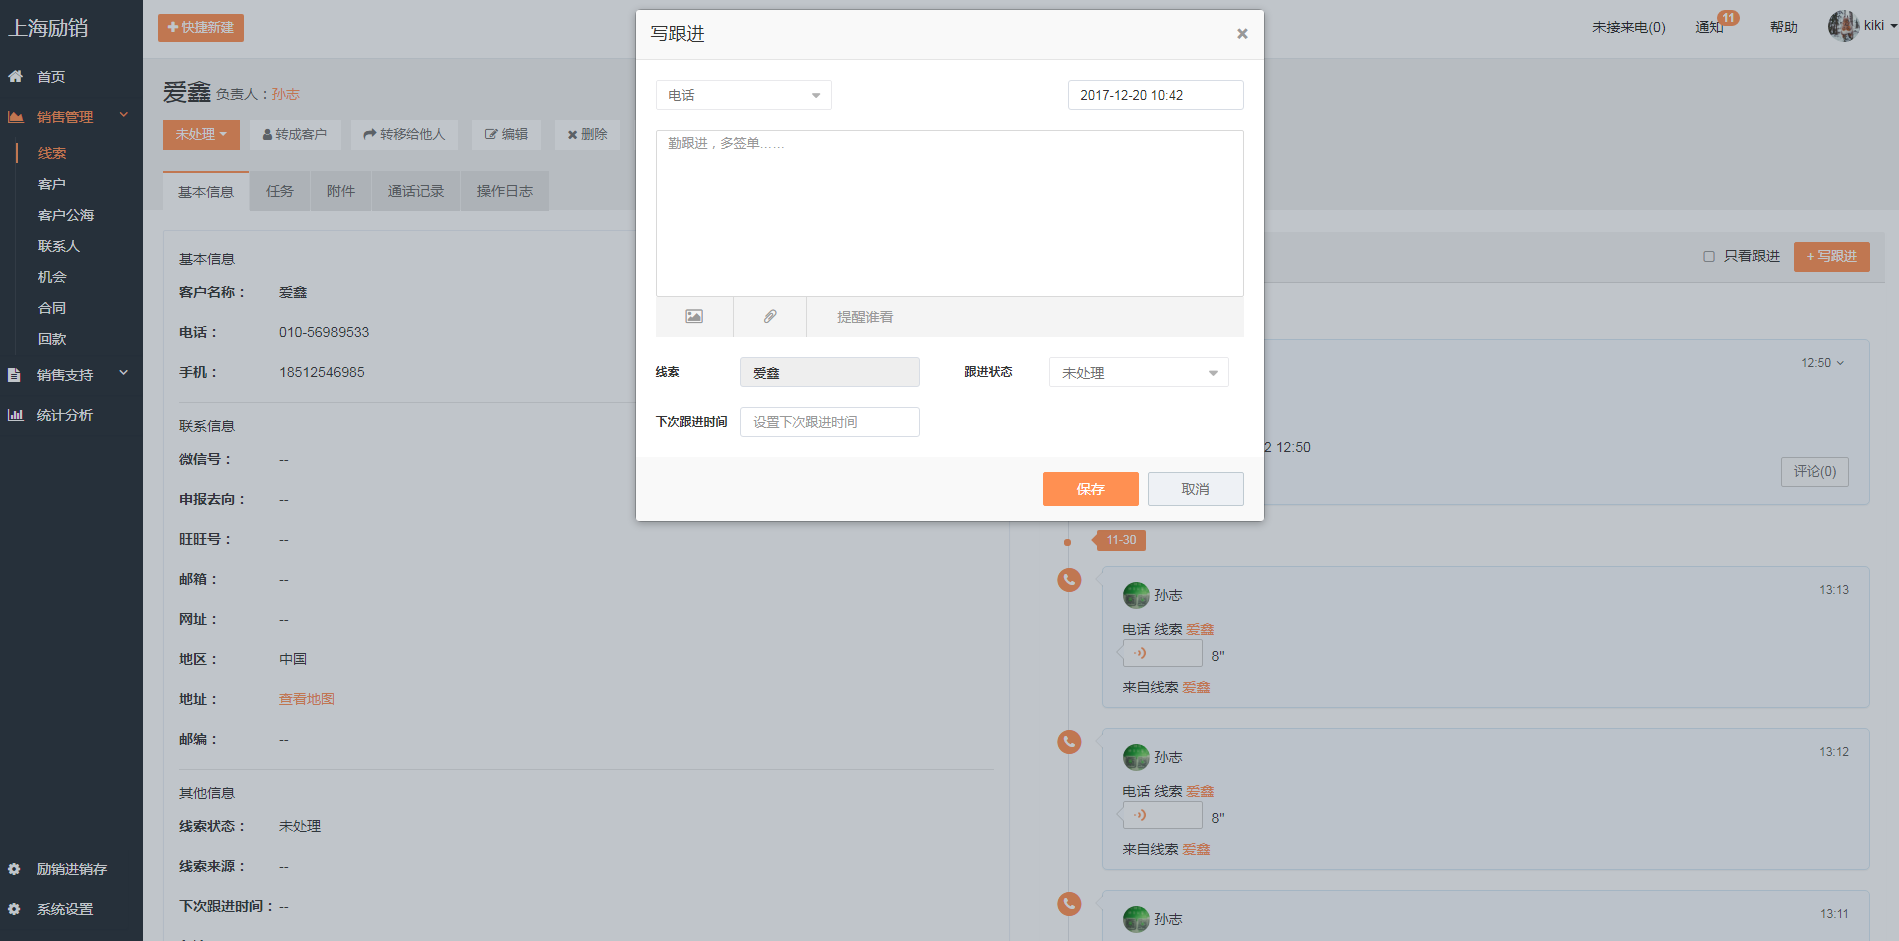 上海励销
首页
销售管理
线索
客户
客户公海
联系人
机会
合同
回款
销售支持
统计分析
励销进销存
系统设置
快捷新建
未接来电(0)
通知 11
帮助
kiki
爱鑫 负责人：孙志
未处理
转成客户
转移给他人
编辑
删除
基本信息
任务
附件
通话记录
操作日志
基本信息
客户名称： 爱鑫
电话： 010-56989533
手机： 18512546985
联系信息
微信号： --
申报去向： --
旺旺号： --
邮箱： --
网址： --
地区： 中国
地址： 查看地图
邮编： --
其他信息
线索状态： 未处理
线索来源： --
下次跟进时间： --
写跟进
电话
2017-12-20 10:42
勤跟进，多签单……
提醒谁看
线索 爱鑫
跟进状态 未处理
下次跟进时间 设置下次跟进时间
保存
取消
只看跟进
+ 写跟进
12:50
2 12:50
评论(0)
11-30
孙志
13:13
电话 线索 爱鑫
8"
来自线索 爱鑫
孙志
13:12
电话 线索 爱鑫
8"
来自线索 爱鑫
孙志
13:11